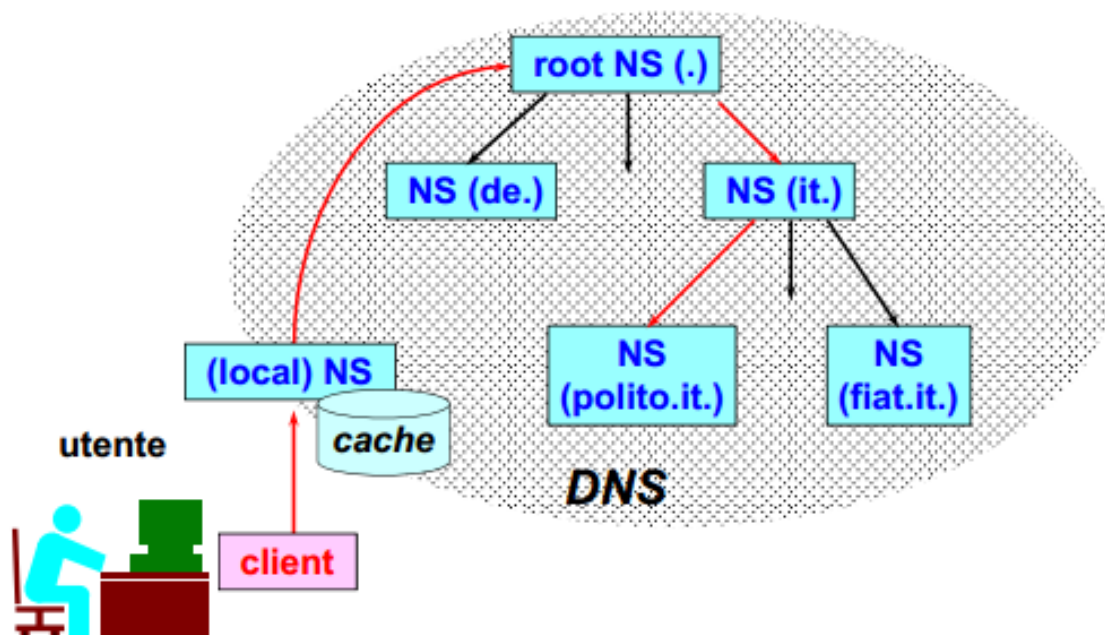 root NS (.)
NS (de.)
NS (it.)
(local) NS
cache
NS
(polito.it.)
NS
(fiat.it.)
utente
DNS
client